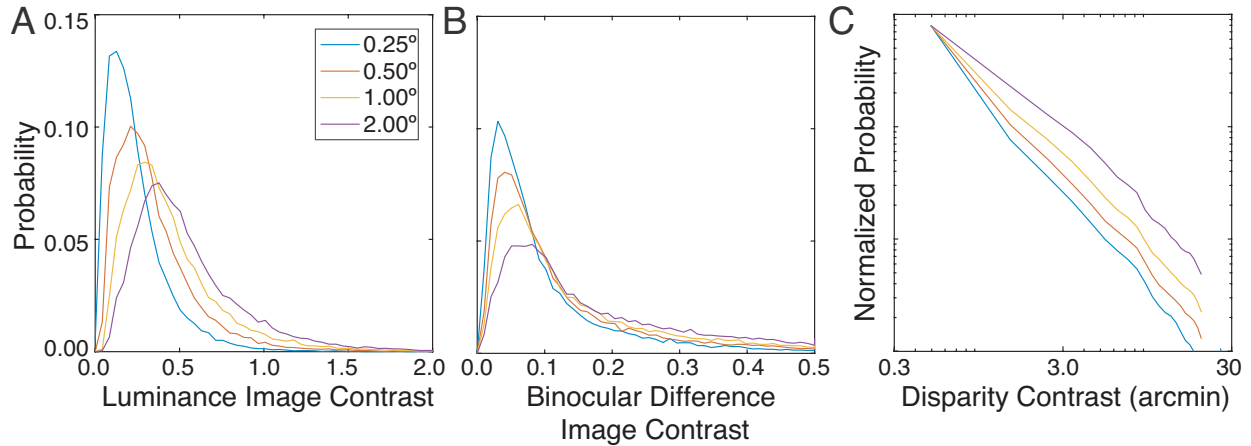 A
B
C
0.15
0.10
0.05
0.00
Probability
0.25º
0.50º
1.00º
2.00º
0.0
0.5
1.0
1.5
2.0
Luminance Image Contrast
0.0
0.1
0.2
0.3
0.4
0.5
Binocular Difference
Image Contrast
Normalized Probability
0.3
3.0
30
Disparity Contrast (arcmin)